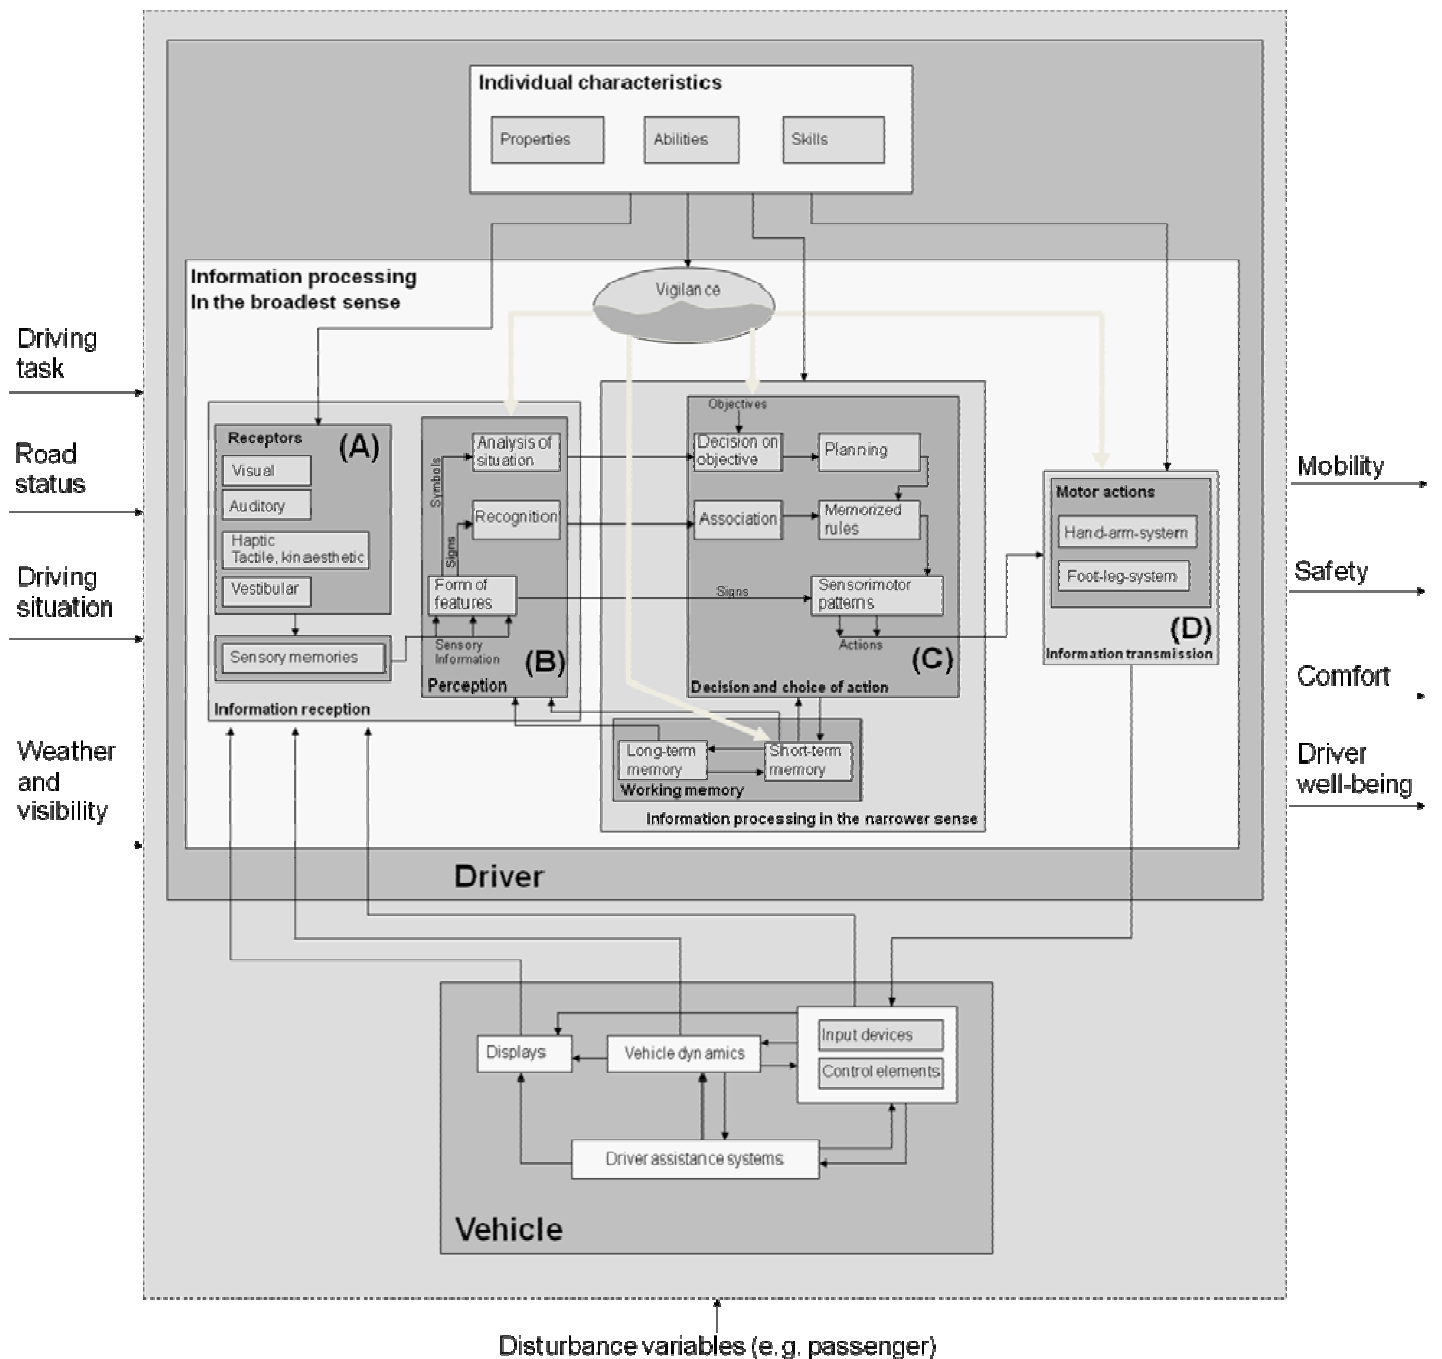 Individual characteristics
Properties
Abilities
Skills
Information processing
In the broadest sense
Vigilance
Driving
task
Road
status
Driving
situation
Weather
and
visibility
Receptors
(A)
Visual
Auditory
Haptic
Tactile, kinaesthetic
Vestibular
Sensory memories
Information reception
Analysis of
situation
Symbols
Recognition
Signs
Form of
features
Sensory
Information
(B)
Perception
Objectives
Decision on
objective
Planning
Association
Memorized
rules
Signs
Sensorimotor
patterns
Actions
(C)
Decision and choice of action
Long-term
memory
Short-term
memory
Working memory
Information processing in the narrower sense
Motor actions
Hand-arm-system
Foot-leg-system
(D)
Information transmission
Mobility
Safety
Comfort
Driver
well-being
Driver
Displays
Vehicle dynamics
Input devices
Control elements
Driver assistance systems
Vehicle
Disturbance variables (e.g. passenger)